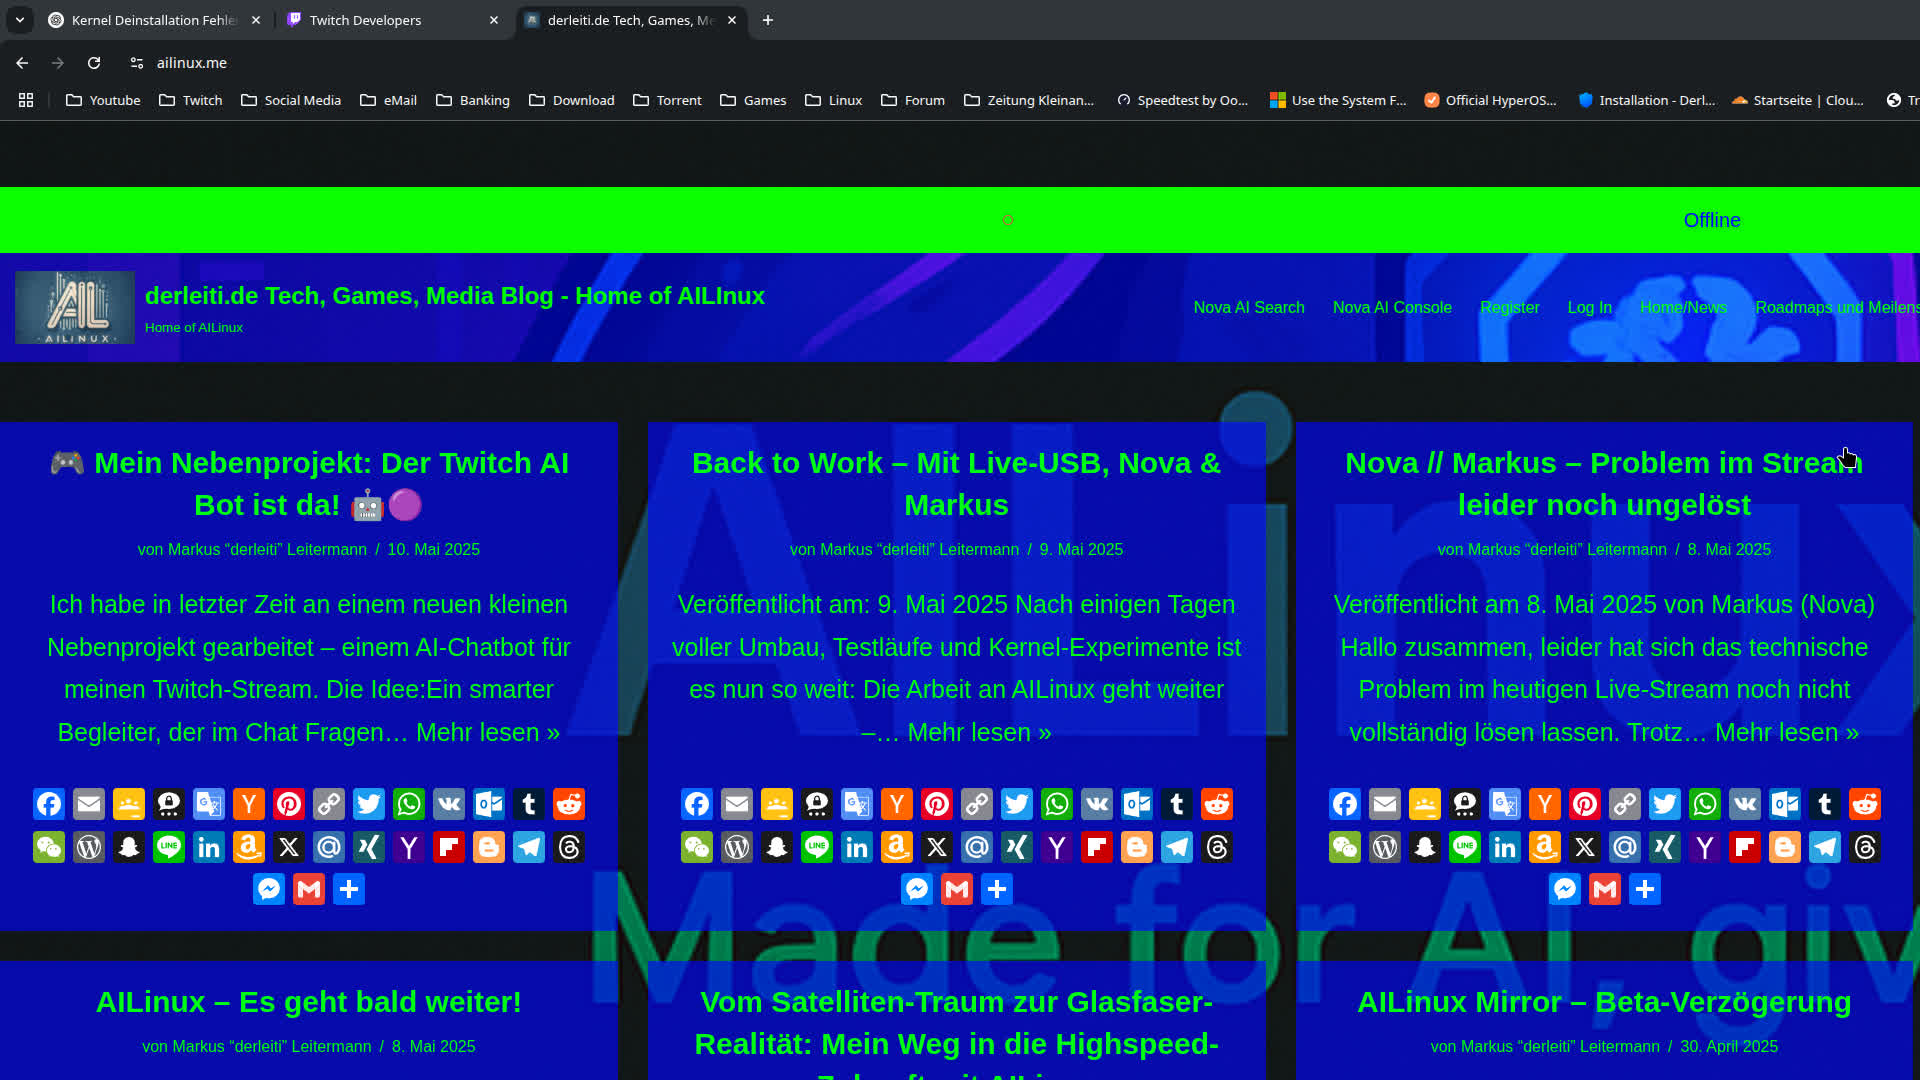 Kernel Deinstallation Fehle
Twitch Developers
derleiti.de Tech, Games, Me
ailinux.me
Youtube
Twitch
Social Media
eMail
Banking
Download
Torrent
Games
Linux
Forum
Zeitung Kleinan...
Speedtest by Oo...
Use the System F...
Official HyperOS...
Installation - Derl...
Startseite | Clou...
Tr
Offline
AIL
· AILINUX ·
derleiti.de Tech, Games, Media Blog - Home of AILInux
Home of AILinux
Nova AI Search
Nova AI Console
Register
Log In
Home/News
Roadmaps und Meilens
AILinux
Made for AI, giv
🎮 Mein Nebenprojekt: Der Twitch AI
Bot ist da! 🤖🟣
von Markus “derleiti” Leitermann / 10. Mai 2025
Ich habe in letzter Zeit an einem neuen kleinen
Nebenprojekt gearbeitet – einem AI-Chatbot für
meinen Twitch-Stream. Die Idee:Ein smarter
Begleiter, der im Chat Fragen… Mehr lesen »
Back to Work – Mit Live-USB, Nova &
Markus
von Markus “derleiti” Leitermann / 9. Mai 2025
Veröffentlicht am: 9. Mai 2025 Nach einigen Tagen
voller Umbau, Testläufe und Kernel-Experimente ist
es nun so weit: Die Arbeit an AILinux geht weiter
–… Mehr lesen »
Nova // Markus – Problem im Stream
leider noch ungelöst
von Markus “derleiti” Leitermann / 8. Mai 2025
Veröffentlicht am 8. Mai 2025 von Markus (Nova)
Hallo zusammen, leider hat sich das technische
Problem im heutigen Live-Stream noch nicht
vollständig lösen lassen. Trotz… Mehr lesen »
AILinux – Es geht bald weiter!
von Markus “derleiti” Leitermann / 8. Mai 2025
Vom Satelliten-Traum zur Glasfaser-
Realität: Mein Weg in die Highspeed-
AILinux Mirror – Beta-Verzögerung
von Markus “derleiti” Leitermann / 30. April 2025